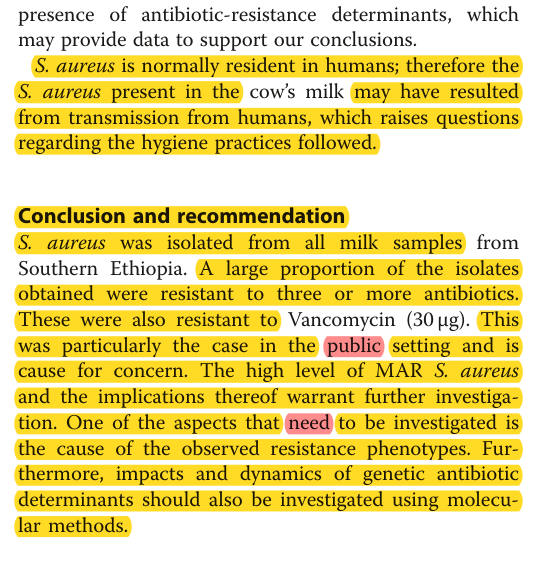 presence of antibiotic-resistance determinants, which
may provide data to support our conclusions.
S. aureus is normally resident in humans; therefore the
S. aureus present in the cow's milk may have resulted
from transmission from humans, which raises questions
regarding the hygiene practices followed.
Conclusion and recommendation
S. aureus was isolated from all milk samples from
Southern Ethiopia. A large proportion of the isolates
obtained were resistant to three or more antibiotics.
These were also resistant to Vancomycin (30 μg). This
was particularly the case in the public setting and is
cause for concern. The high level of MAR S. aureus
and the implications thereof warrant further investiga-
tion. One of the aspects that need to be investigated is
the cause of the observed resistance phenotypes. Fur-
thermore, impacts and dynamics of genetic antibiotic
determinants should also be investigated using molecu-
lar methods.